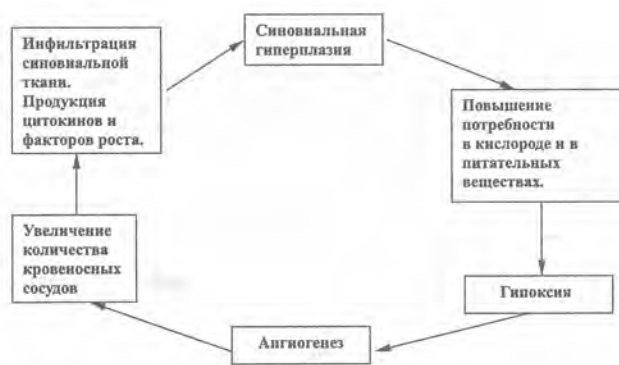 Синовиальная
гиперплазия
Инфильтрация
синовиальной
ткани.
Продукция
цитокинов и
факторов роста.
Повышение
потребности
в кислороде и в
питательных
веществах.
Увеличение
количества
кровеносных
сосудов
Гипоксия
Ангиогенез